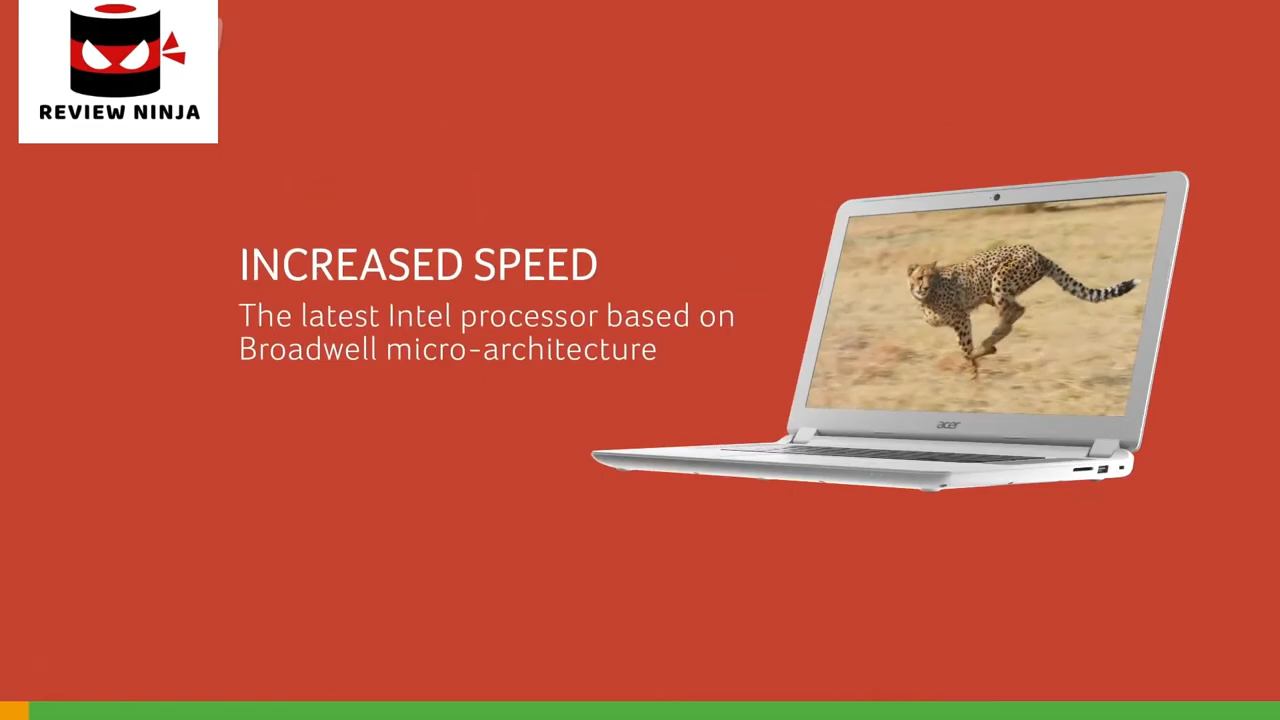 REVIEW NINJA
INCREASED SPEED
The latest Intel processor based on
Broadwell micro-architecture
acer